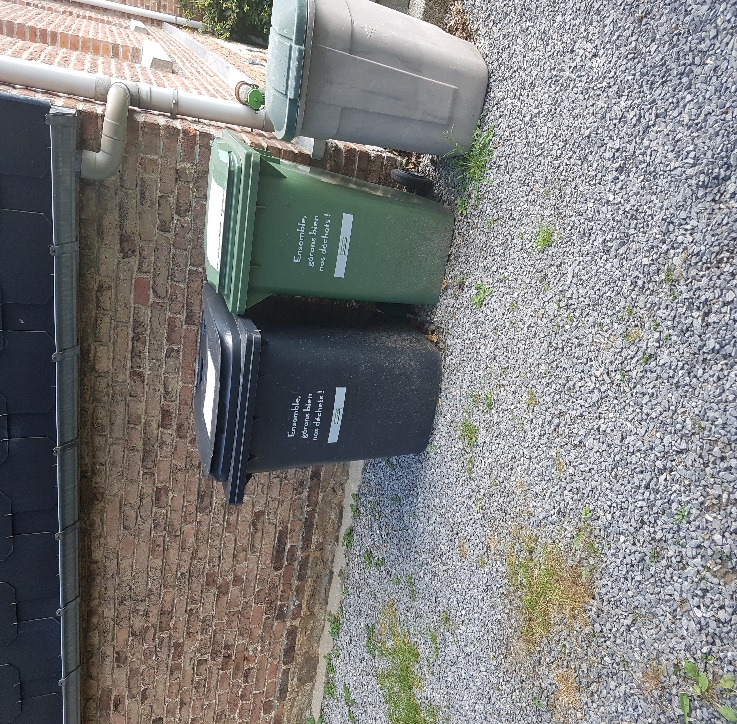 Ensemble,
gérons bien
nos déchets !
Ensemble,
gérons bien
nos déchets !